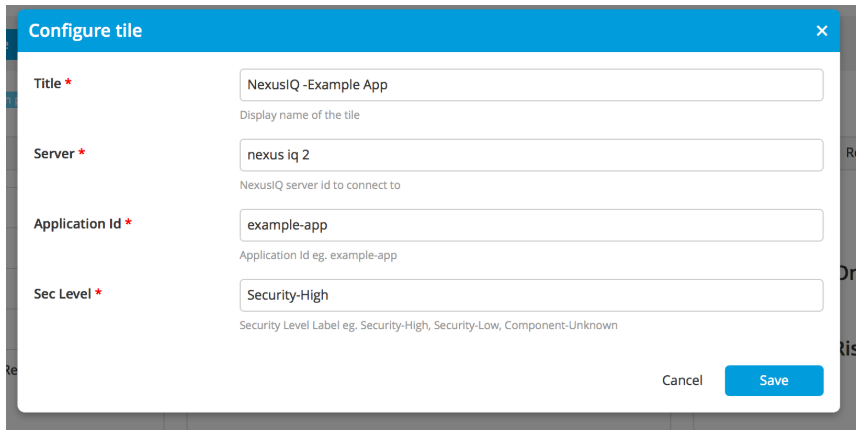 Configure tile ×
Title *
NexusIQ -Example App
Display name of the tile
Server *
nexus iq 2
NexusIQ server id to connect to
Application Id *
example-app
Application Id eg. example-app
Sec Level *
Security-High
Security Level Label eg. Security-High, Security-Low, Component-Unknown
Cancel
Save